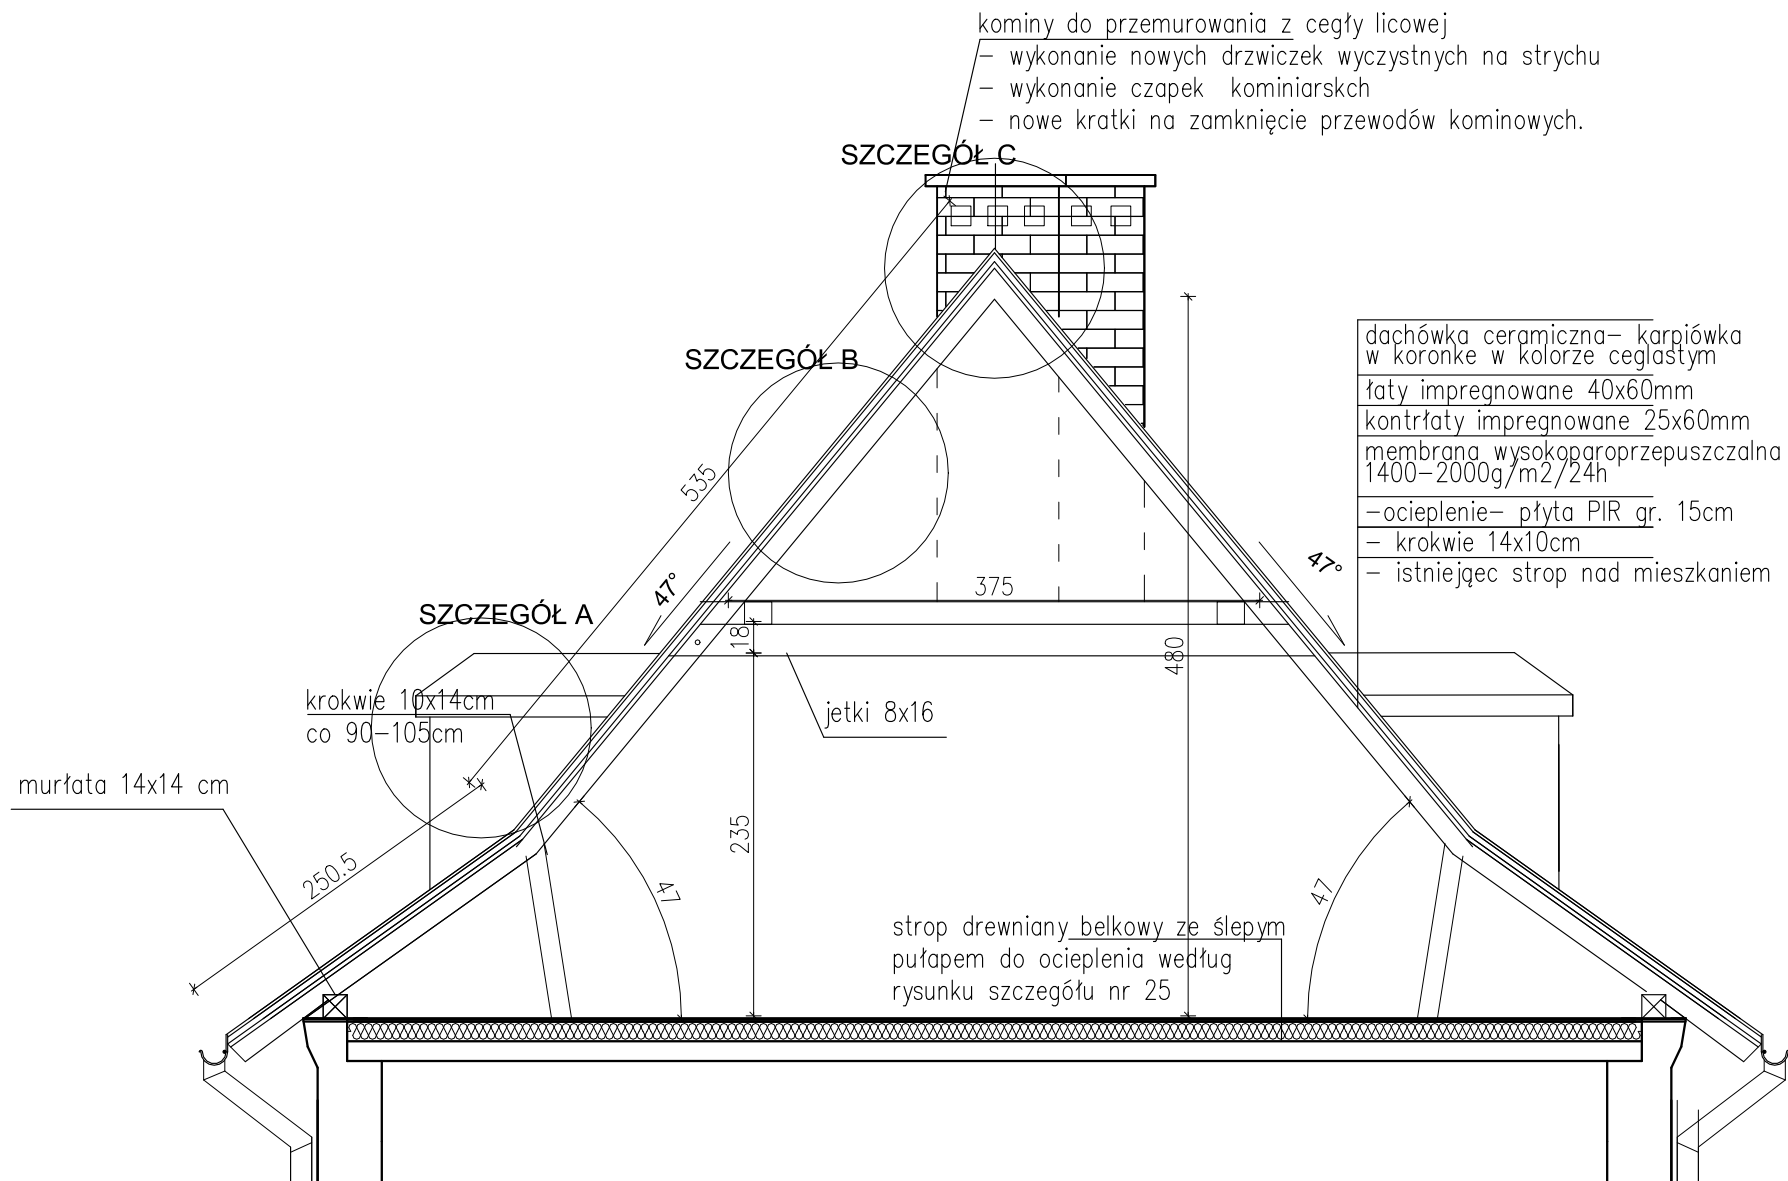 kominy do przemurowania z cegły licowej
– wykonanie nowych drzwiczek wyczystnych na strychu
– wykonanie czapek kominiarskch
– nowe kratki na zamknięcie przewodów kominowych.
SZCZEGÓŁ C
SZCZEGÓŁ B
dachówka ceramiczna– karpiówka
w koronke w kolorze ceglastym
łaty impregnowane 40x60mm
kontrłaty impregnowane 25x60mm
membrana wysokoparoprzepuszczalna
1400–2000g/m2/24h
–ocieplenie– płyta PIR gr. 15cm
– krokwie 14x10cm
– istniejąec strop nad mieszkaniem
535
47°
47°
375
SZCZEGÓŁ A
18
480
krokwie 10x14cm
co 90–105cm
jetki 8x16
murłata 14x14 cm
235
250.5
47
47
strop drewniany belkowy ze ślepym
pułapem do ocieplenia według
rysunku szczegółu nr 25